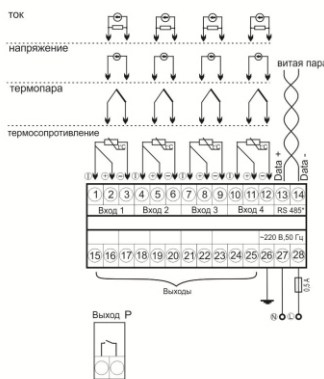 ток
напряжение
термопара
витая пара
термосопротивление
Data +
Data -
1 2 3 4 5 6 7 8 9 10 11 12 13 14
Вход 1 Вход 2 Вход 3 Вход 4 RS 485*
~220 В,50 Гц
15 16 17 18 19 20 21 22 23 24 25 26 27 28
Выходы
0,5А
N L
Выход Р